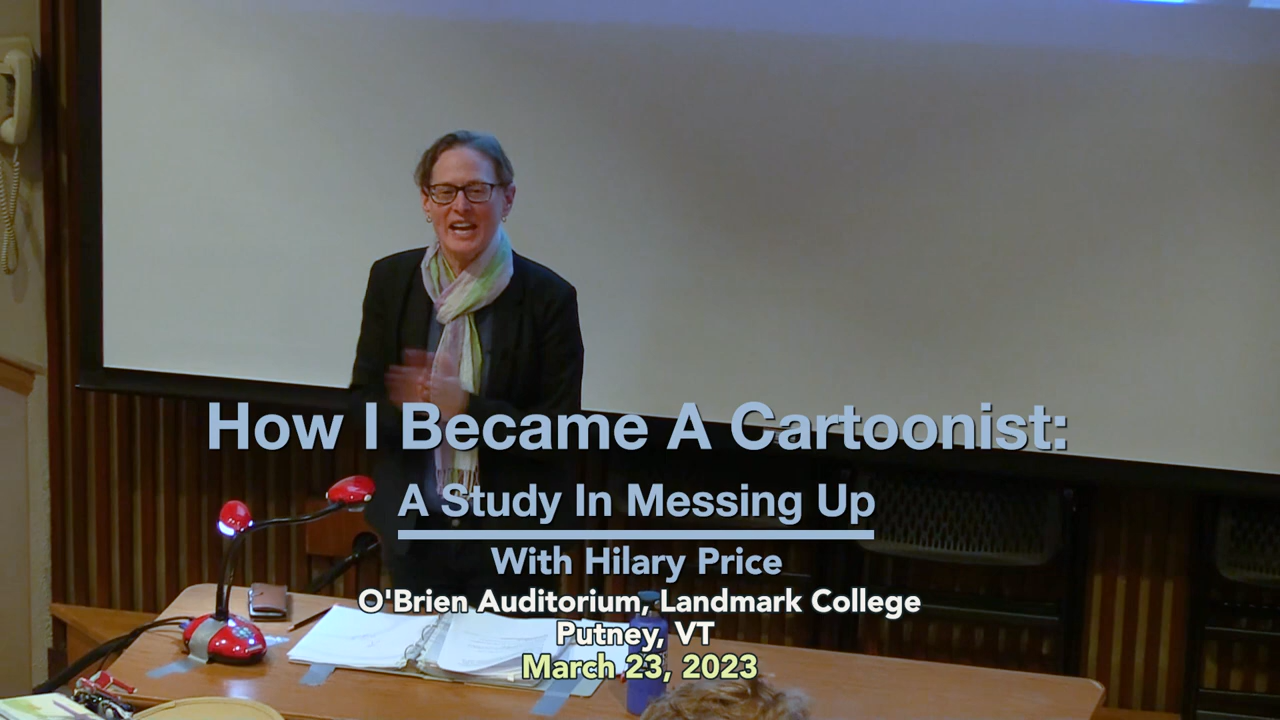 How I Became A Cartoonist:
A Study In Messing Up
With Hilary Price
O'Brien Auditorium, Landmark College
Putney, VT
March 23, 2023